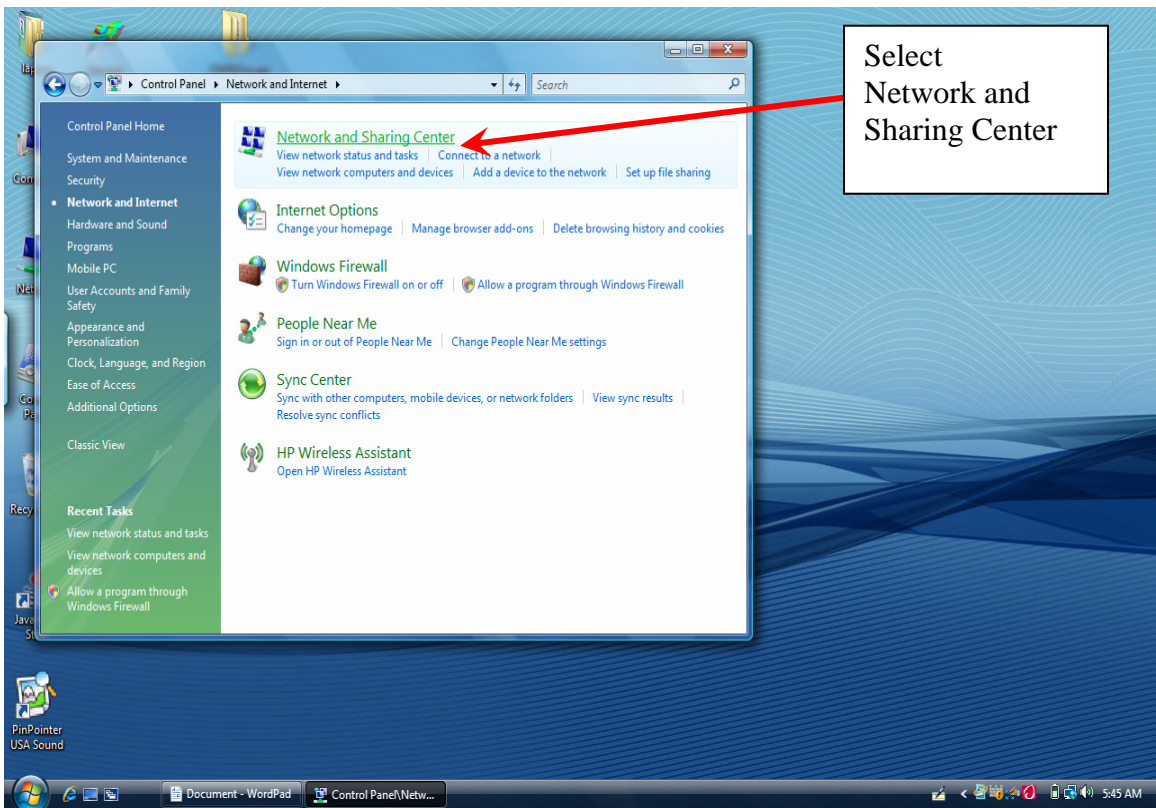 Select
Network and
Sharing Center
Control Panel
Network and Internet
Search
Control Panel Home
System and Maintenance
Security
Network and Internet
Hardware and Sound
Programs
Mobile PC
User Accounts and Family
Safety
Appearance and
Personalization
Clock, Language, and Region
Ease of Access
Additional Options
Classic View
Recent Tasks
View network status and tasks
View network computers and
devices
Allow a program through
Windows Firewall
Network and Sharing Center
View network status and tasks Connect to a network
View network computers and devices Add a device to the network Set up file sharing
Internet Options
Change your homepage Manage browser add-ons Delete browsing history and cookies
Windows Firewall
Turn Windows Firewall on or off Allow a program through Windows Firewall
People Near Me
Sign in or out of People Near Me Change People Near Me settings
Sync Center
Sync with other computers, mobile devices, or network folders View sync results
Resolve sync conflicts
HP Wireless Assistant
Open HP Wireless Assistant
PinPointer
USA Sound
Document - WordPad
Control Panel\Netw...
5:45 AM